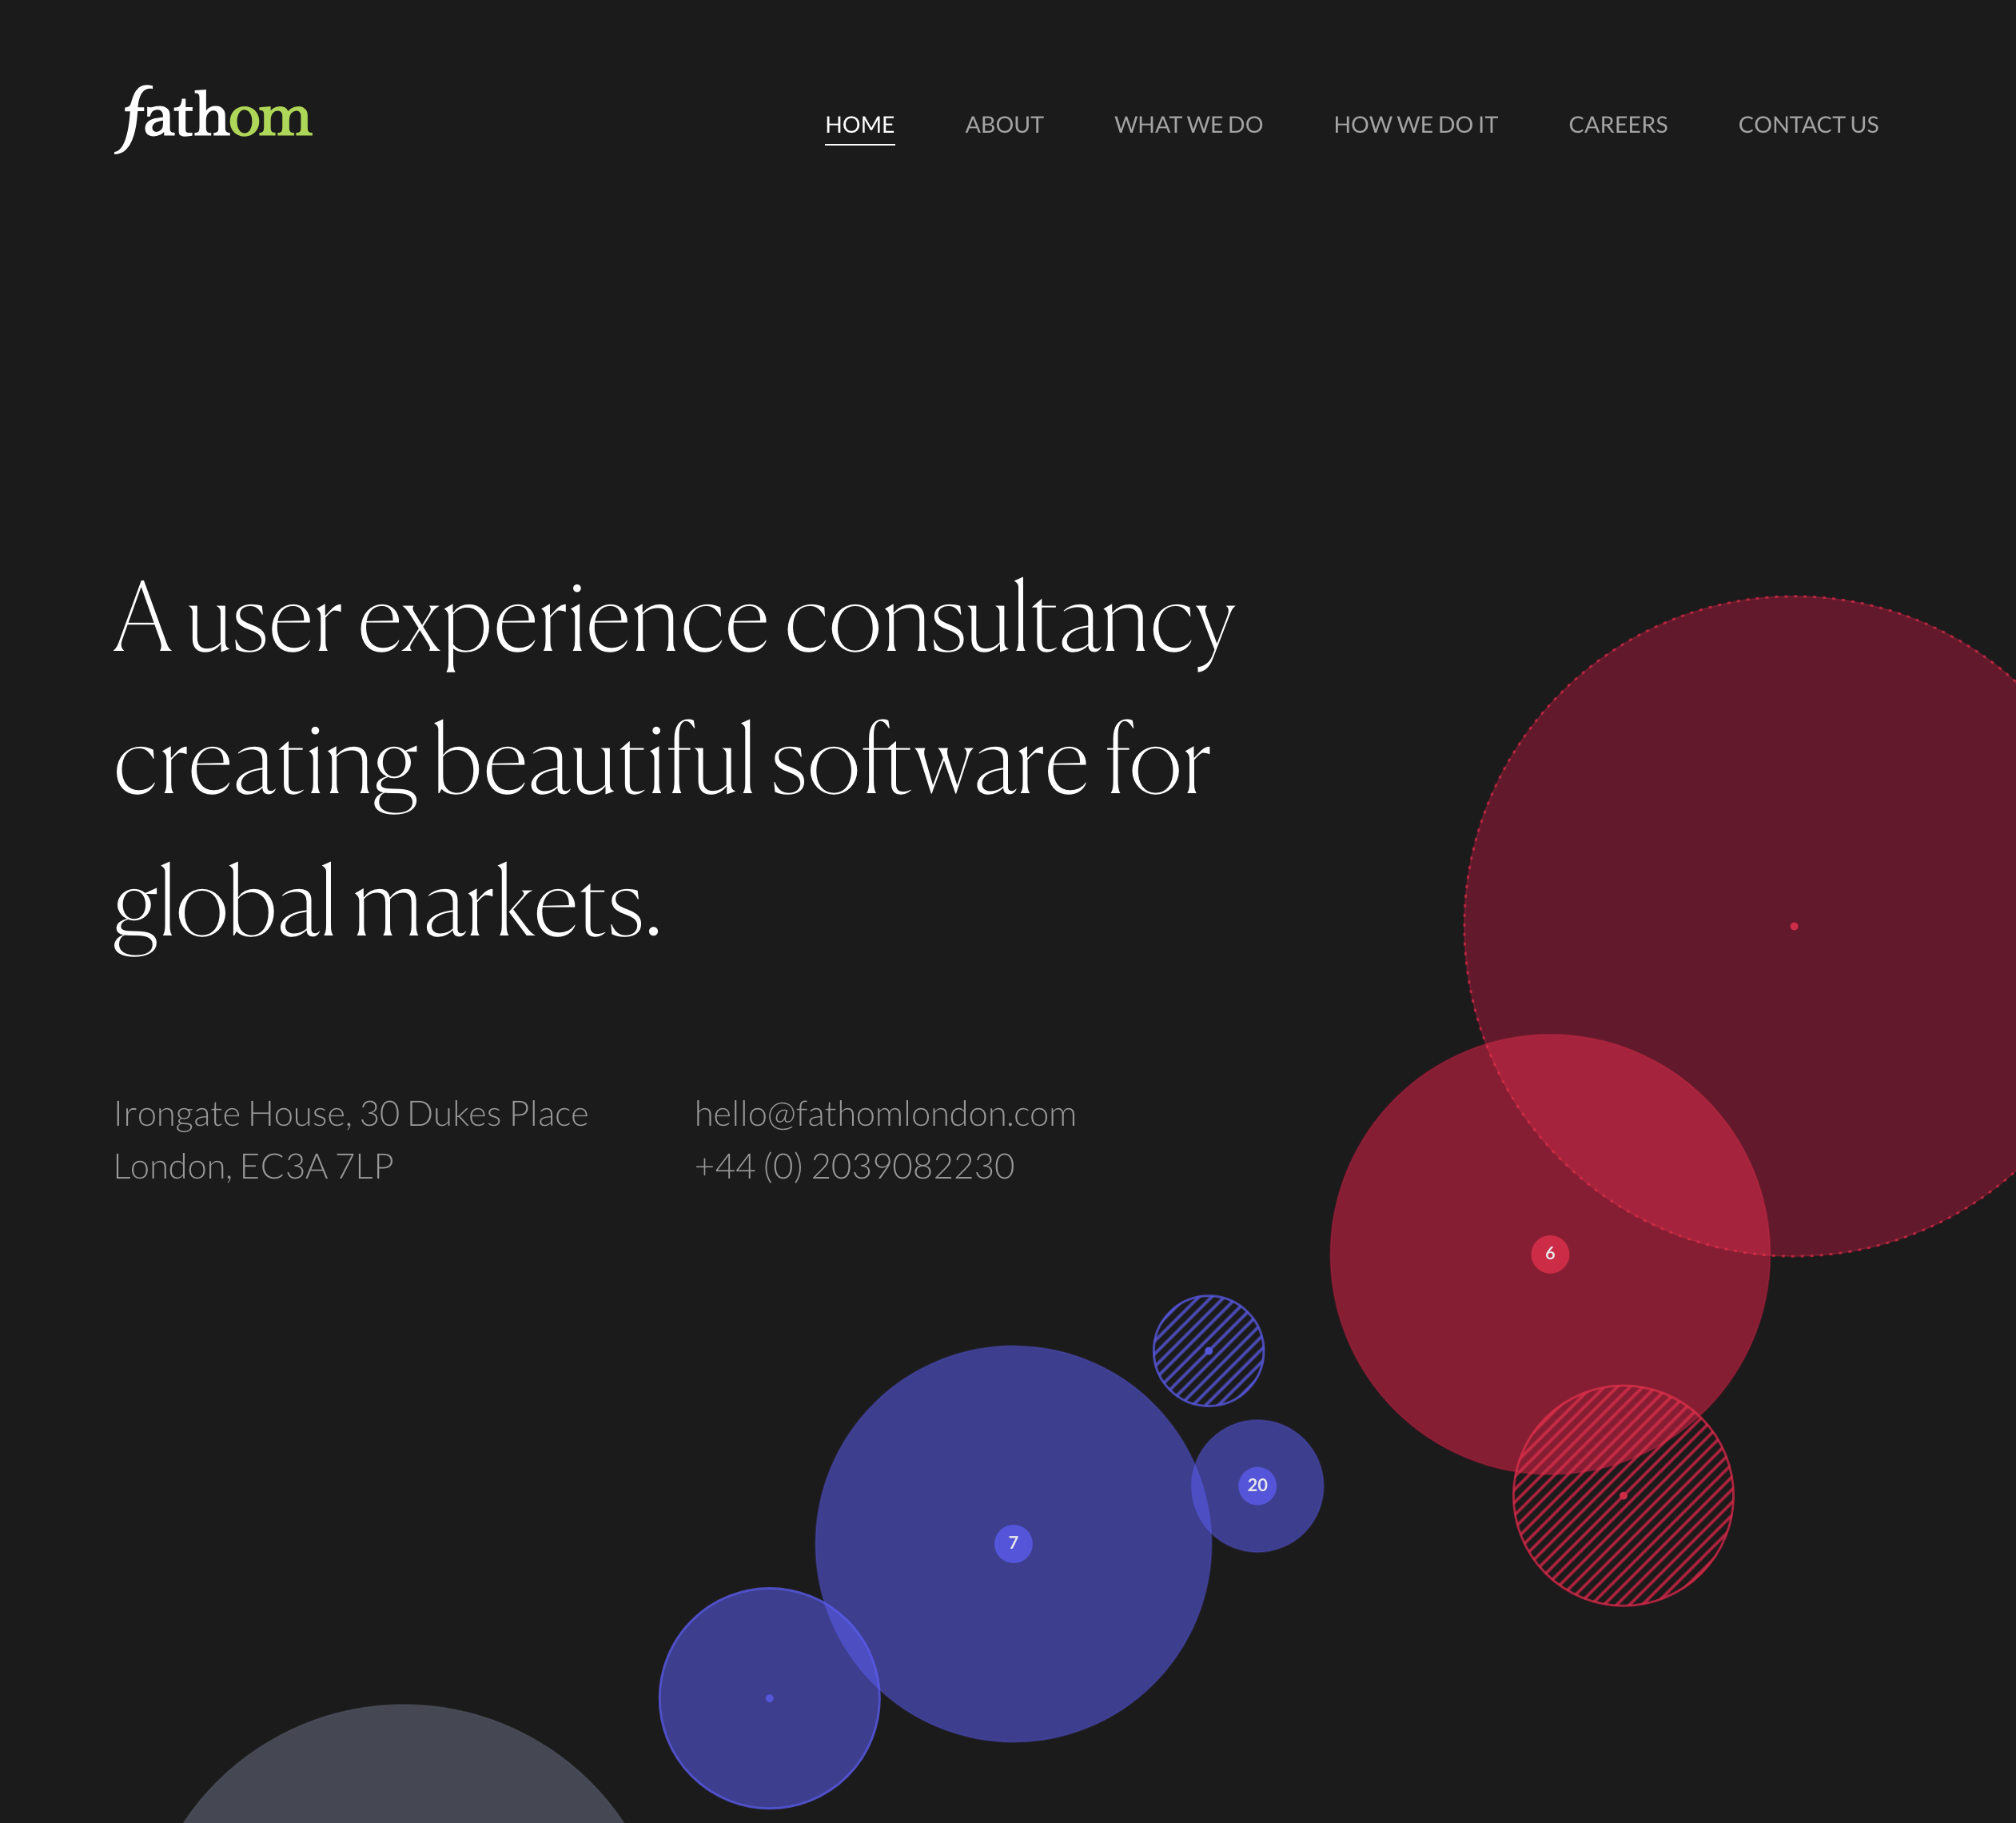 fathom
HOME ABOUT WHAT WE DO HOW WE DO IT CAREERS CONTACT US
A user experience consultancy
creating beautiful software for
global markets.
Irongate House, 30 Dukes Place
London, EC3A 7LP
hello@fathomlondon.com
+44 (0) 2039082230
6
20
7